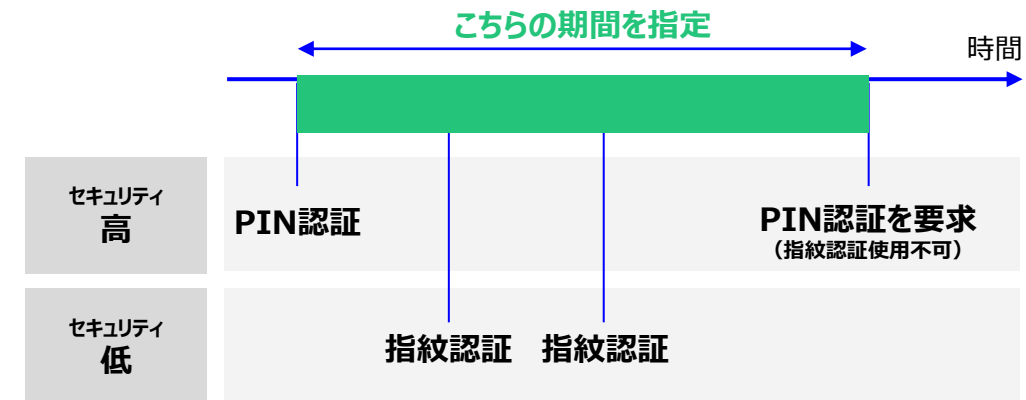 こちらの期間を指定
時間
セキュリティ
高
PIN認証
PIN認証を要求
（指紋認証使用不可）
セキュリティ
低
指紋認証 指紋認証